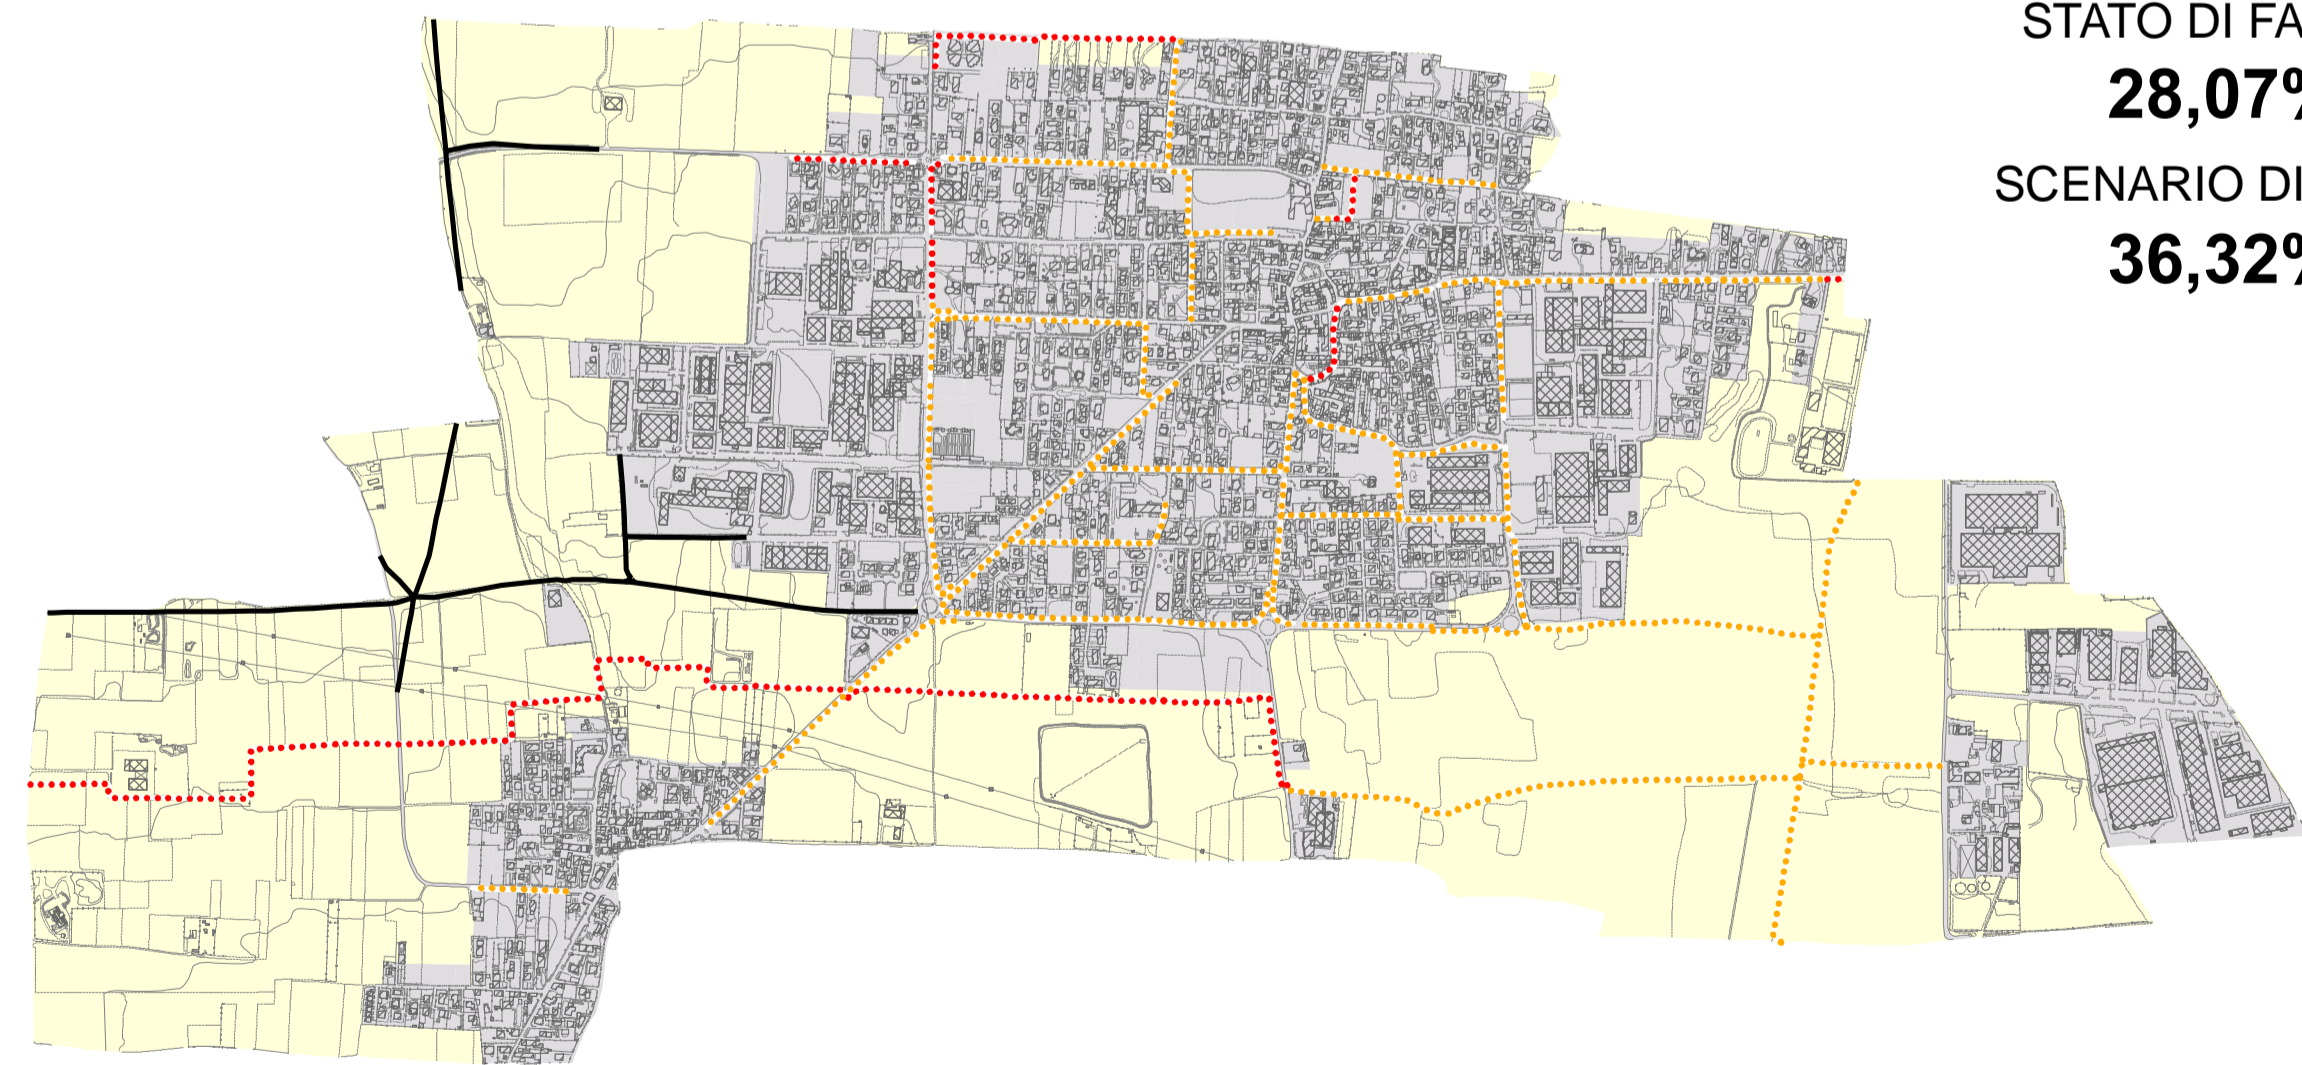 STATO DI FA
28,07%
SCENARIO DI
36,32%